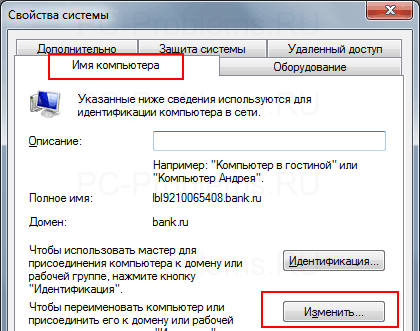 Свойства системы
Дополнительно Защита системы Удаленный доступ
Имя компьютера Оборудование
Указанные ниже сведения используются для
идентификации компьютера в сети.
Описание:
Например: "Компьютер в гостиной" или
"Компьютер Андрея".
Полное имя: lbl9210065408.bank.ru
Домен: bank.ru
Чтобы использовать мастер для
присоединения компьютера к домену или
рабочей группе, нажмите кнопку
"Идентификация".
Идентификация...
Чтобы переименовать компьютер или
присоединить его к домену или рабочей
Изменить...